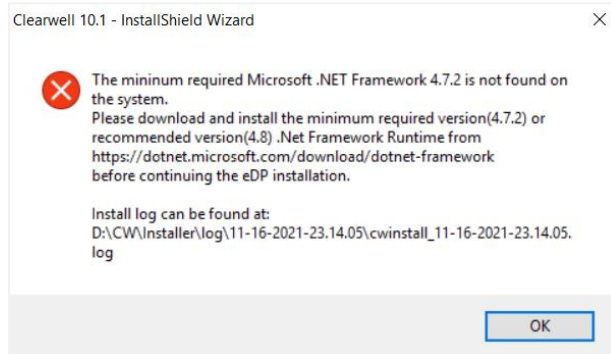 Clearwell 10.1 - InstallShield Wizard
The mininum required Microsoft .NET Framework 4.7.2 is not found on
the system.
Please download and install the minimum required version(4.7.2) or
recommended version(4.8) .Net Framework Runtime from
https://dotnet.microsoft.com/download/dotnet-framework
before continuing the eDP installation.
Install log can be found at:
D:\CW\Installer\log\11-16-2021-23.14.05\cwinstall_11-16-2021-23.14.05.
log
OK